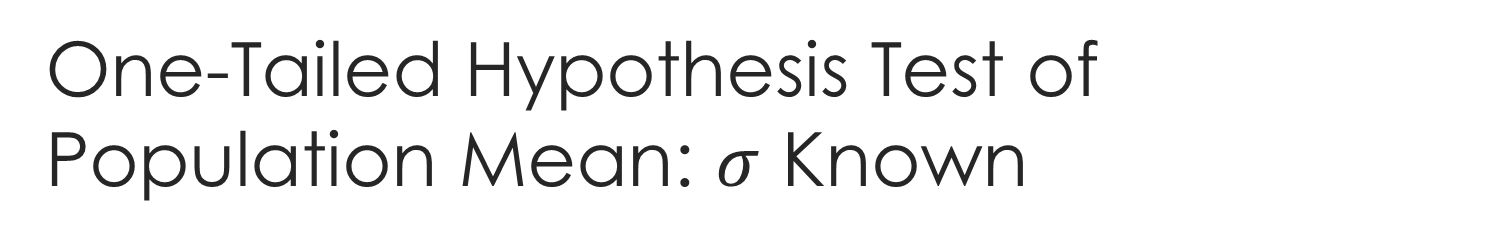 One-Tailed Hypothesis Test of
Population Mean: σ Known